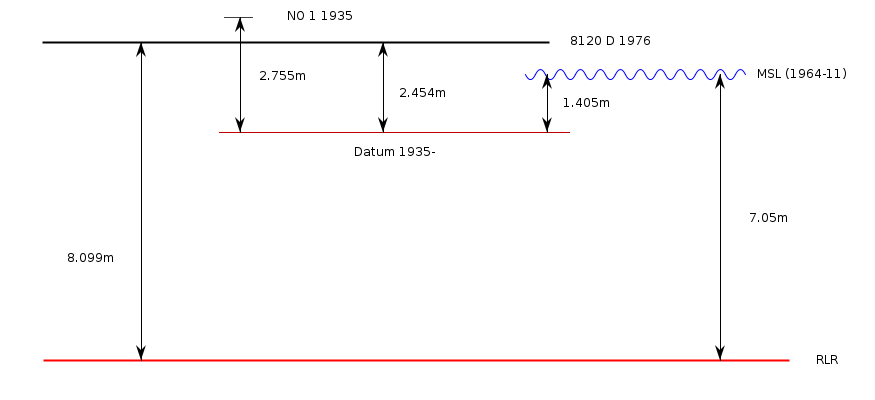 NO 1 1935
8120 D 1976
2.755m
MSL (1964-11)
2.454m
1.405m
Datum 1935-
7.05m
8.099m
RLR